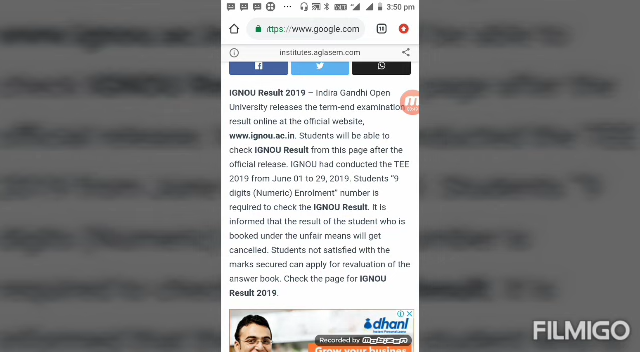 3:50 pm
ttps://www.google.com
institutes.aglasem.com
IGNOU Result 2019 – Indira Gandhi Open
University releases the term-end examination
result online at the official website,
www.ignou.ac.in. Students will be able to
check IGNOU Result from this page after the
official release. IGNOU had conducted the TEE
2019 from June 01 to 29, 2019. Students “9
digits (Numeric) Enrolment” number is
required to check the IGNOU Result. It is
informed that the result of the student who is
booked under the unfair means will get
cancelled. Students not satisfied with the
marks secured can apply for revaluation of the
answer book. Check the page for IGNOU
Result 2019.
dhani
Recorded by Mobizen
Grow your business
FILMIGO